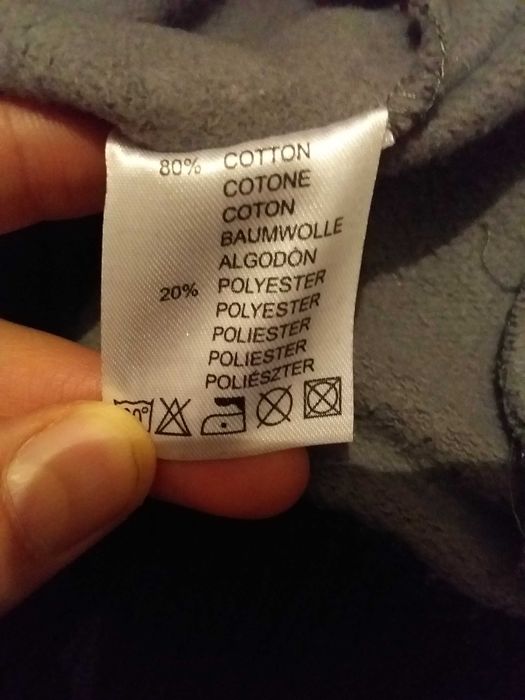 80% COTTON
COTONE
COTON
BAUMWOLLE
ALGODÓN
20% POLYESTER
POLYESTER
POLIESTER
POLIESTER
POLIÉSZTER